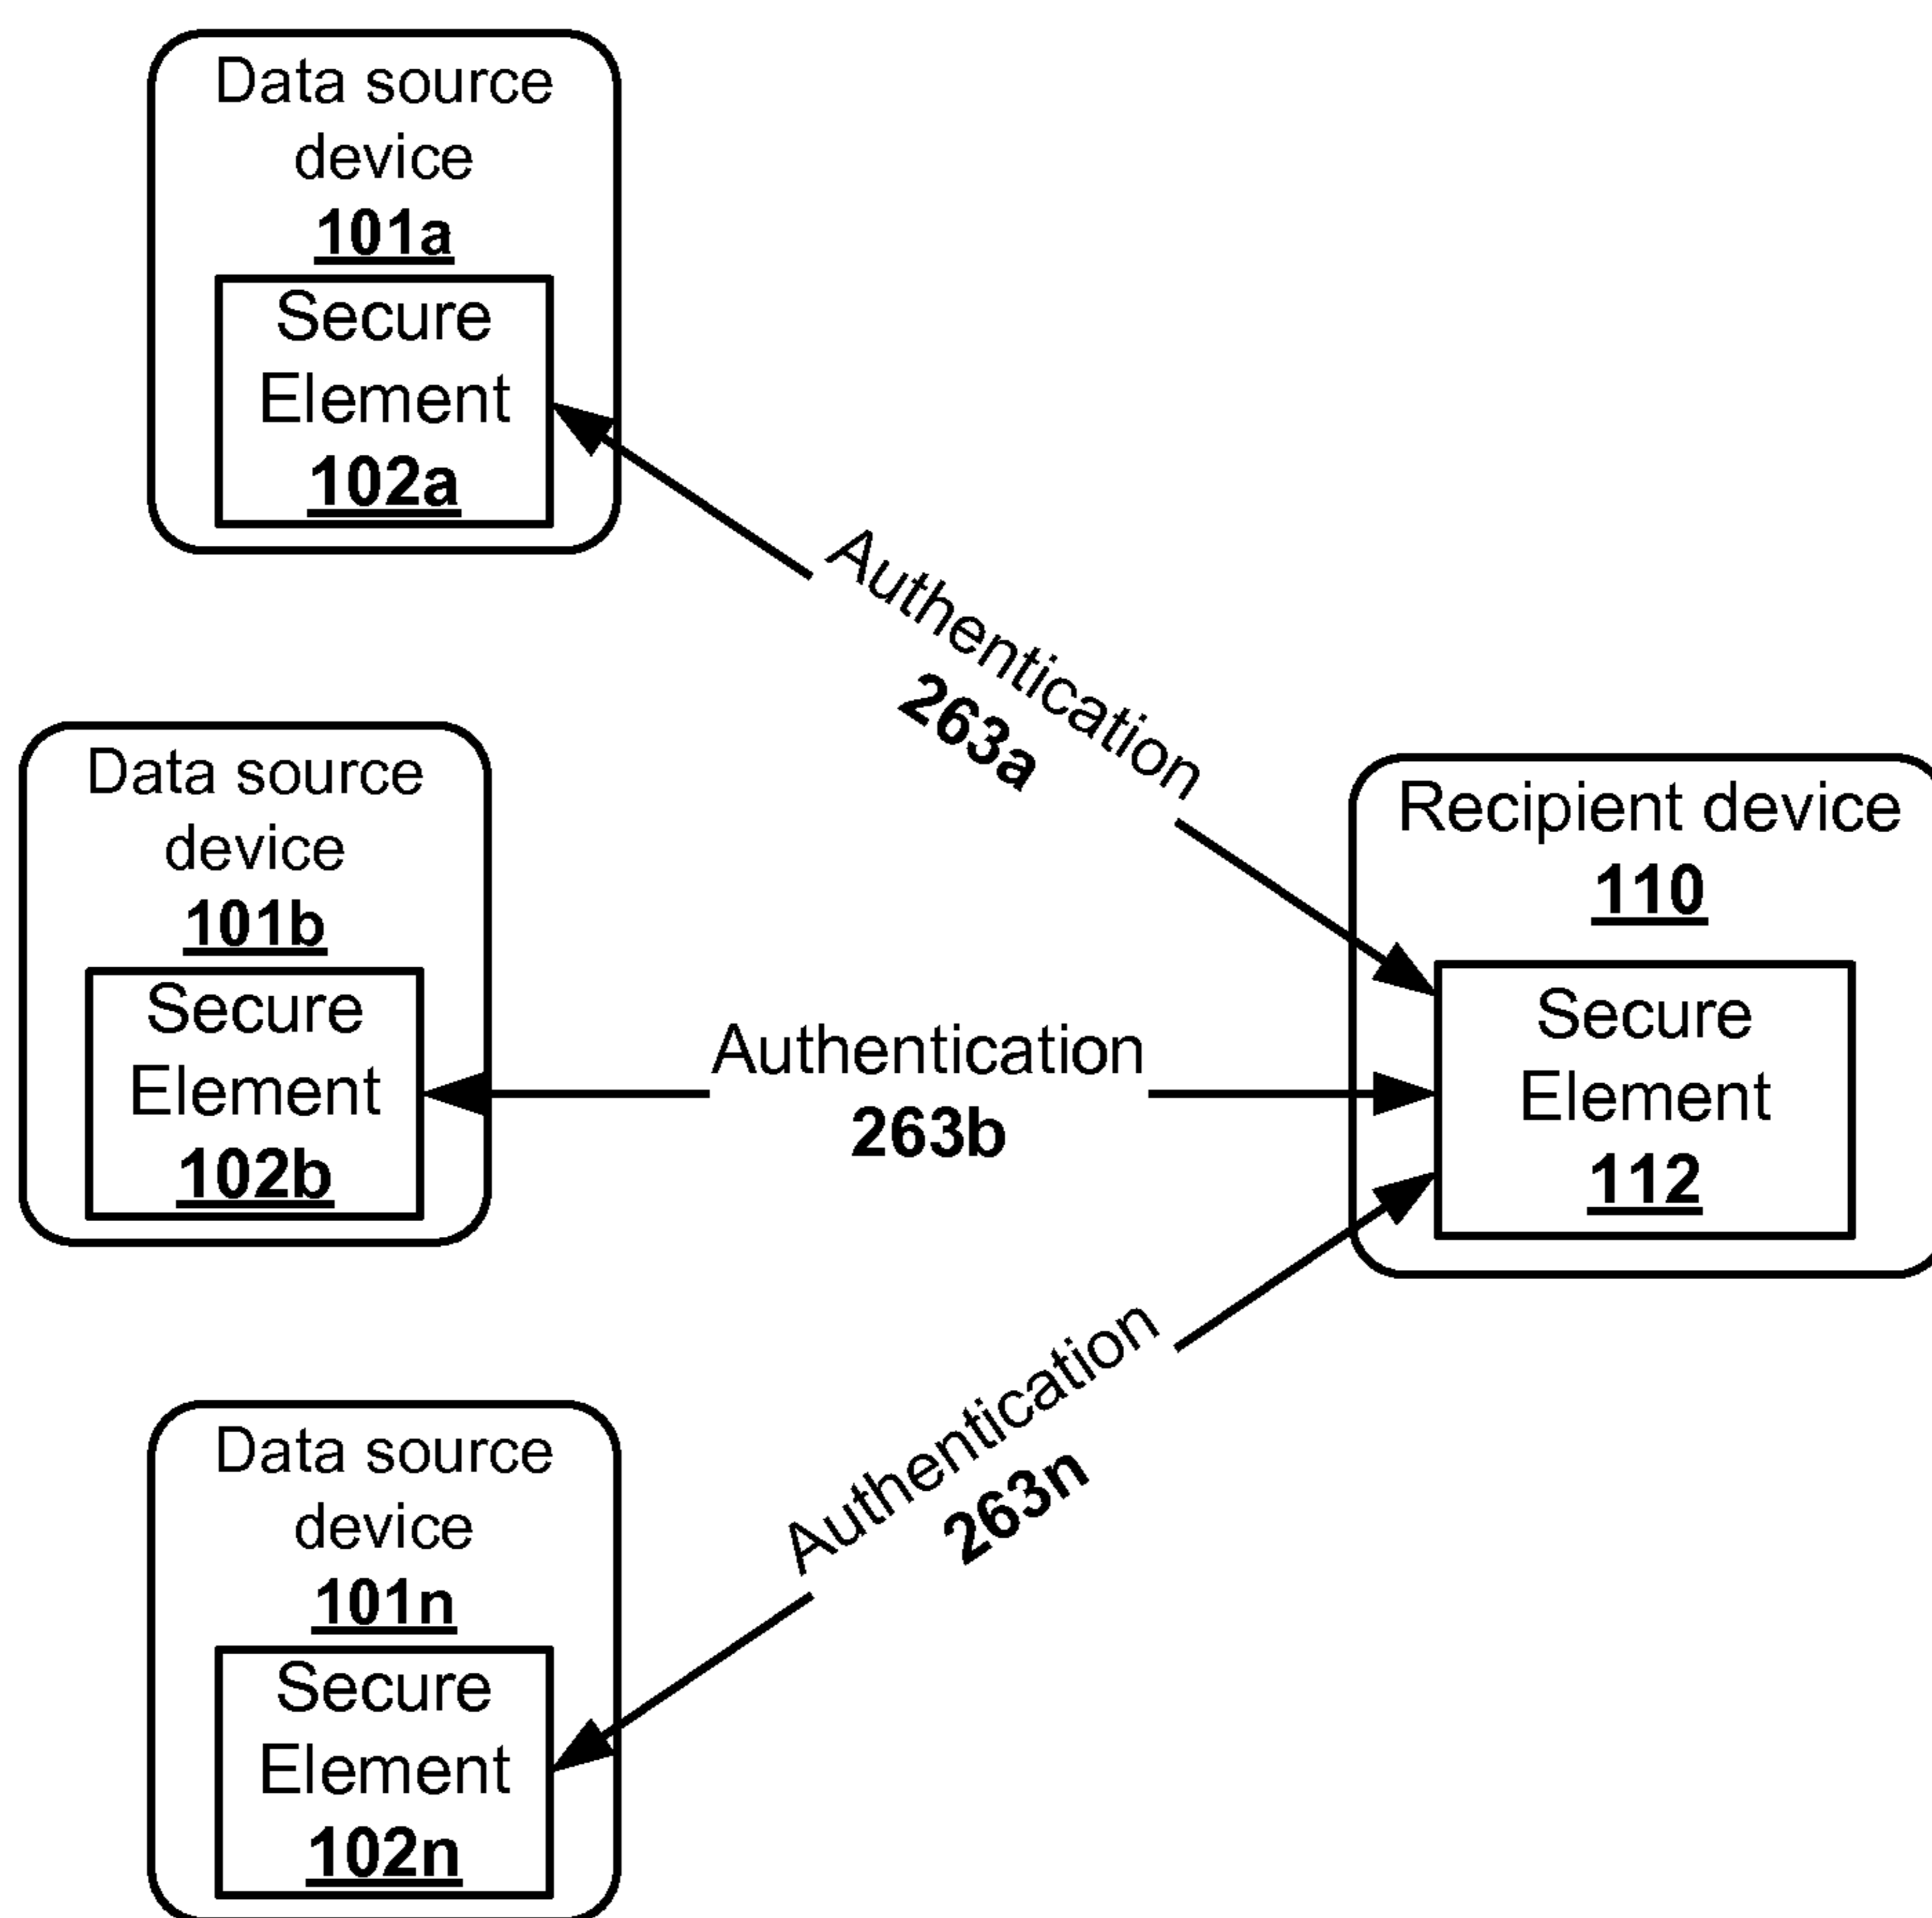 Data source
device
101a
Secure
Element
102a
Authentication
263a
Data source
device
101b
Secure
Element
102b
Authentication
263b
Recipient device
110
Secure
Element
112
Authentication
263n
Data source
device
101n
Secure
Element
102n